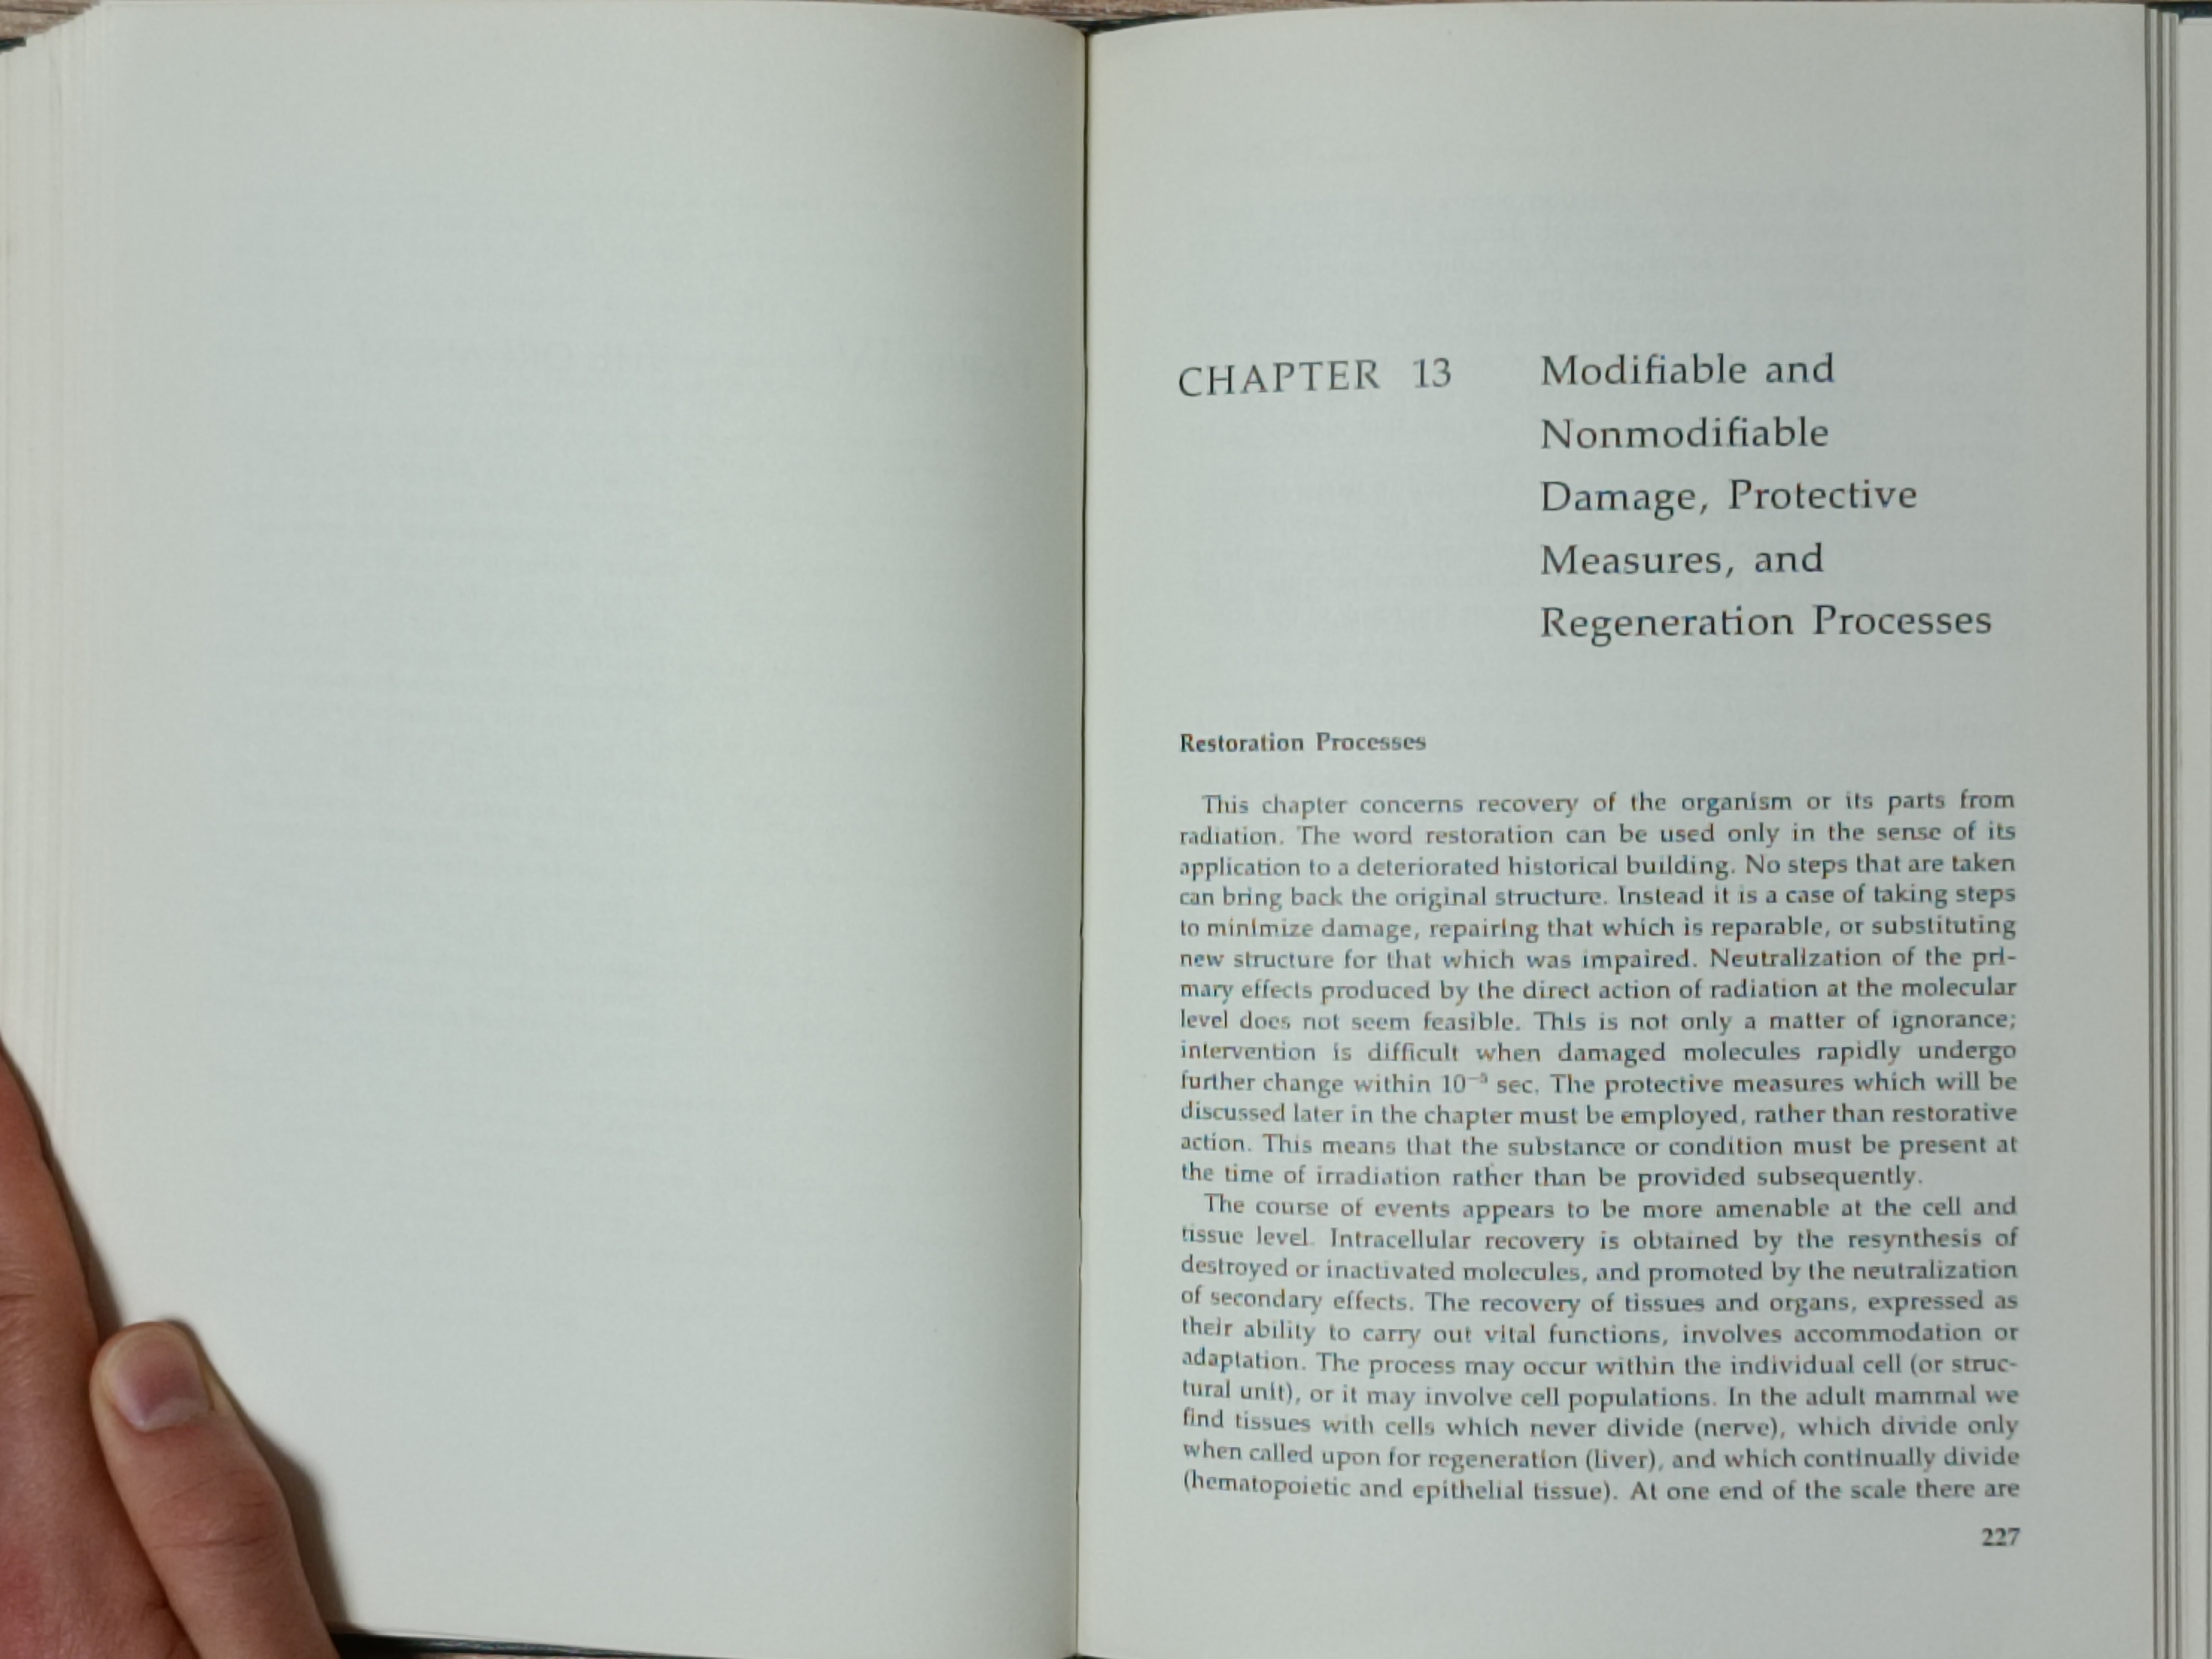 CHAPTER 13
Modifiable and
Nonmodifiable
Damage, Protective
Measures, and
Regeneration Processes
Restoration Processes
This chapter concerns recovery of the organism or its parts from
radiation. The word restoration can be used only in the sense of its
application to a deteriorated historical building. No steps that are taken
can bring back the original structure. Instead it is a case of taking steps
to minimize damage, repairing that which is reparable, or substituting
new structure for that which was impaired. Neutralization of the pri-
mary effects produced by the direct action of radiation at the molecular
level does not seem feasible. This is not only a matter of ignorance;
intervention is difficult when damaged molecules rapidly undergo
further change within sec. The protective measures which will be
discussed later in the chapter must be employed, rather than restorative
action. This means that the substance or condition must be present at
the time of irradiation rather than be provided subsequently.
The course of events appears to be more amenable at the cell and
tissue level. Intracellular recovery is obtained by the resynthesis of
destroyed or inactivated molecules, and promoted by the neutralization
of secondary effects. The recovery of tissues and organs, expressed as
their ability to carry out vital functions, involves accommodation or
adaptation. The process may occur within the individual cell (or struc-
tural unit), or it may involve cell populations. In the adult mammal we
find tissues with cells which never divide (nerve), which divide only
when called upon for regeneration (liver), and which continually divide
(hematopoietic and epithelial tissue). At one end of the scale there are
227